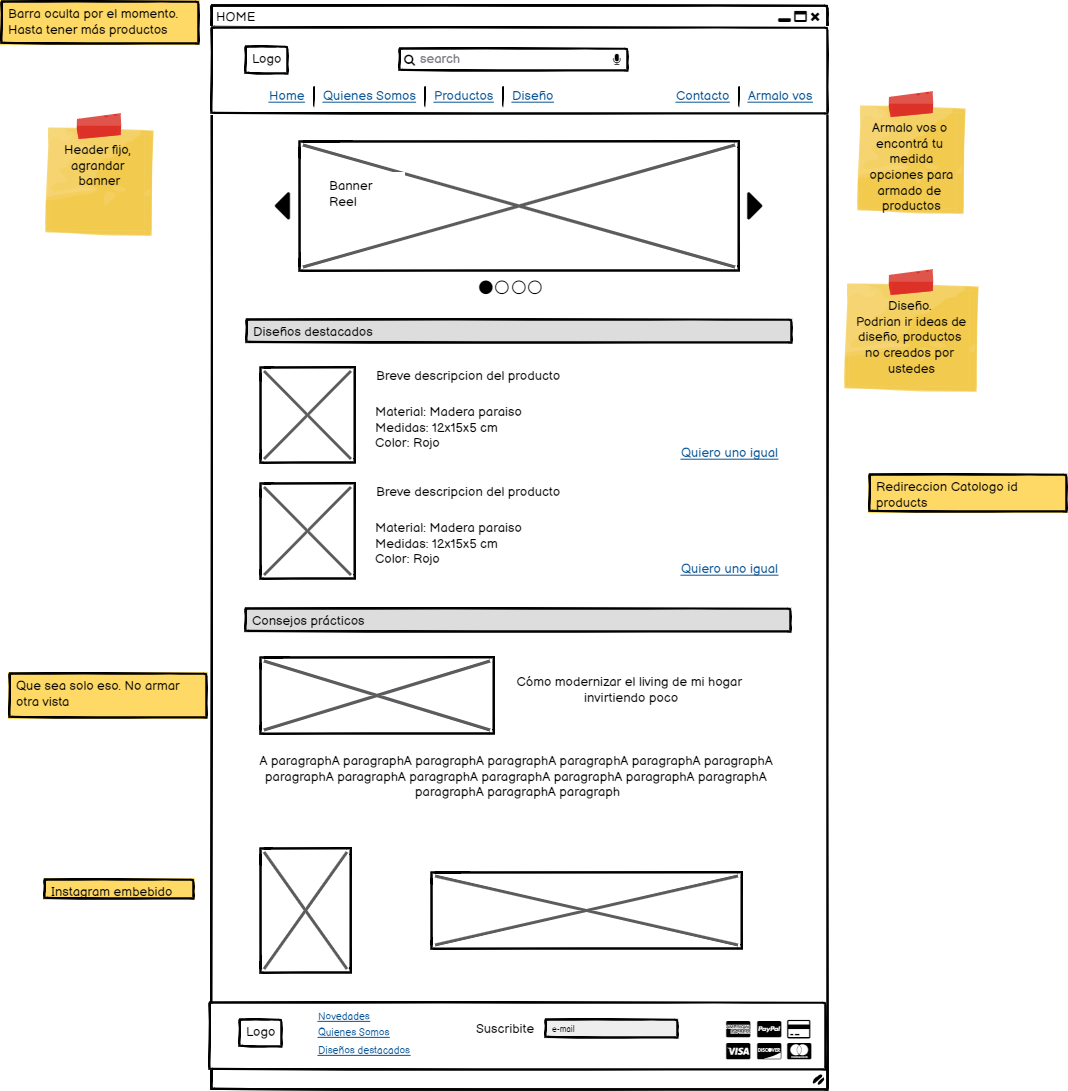 Barra oculta por el momento.
Hasta tener más productos
HOME
Logo
search
Home
Quienes Somos
Productos
Diseño
Contacto
Armalo vos
Header fijo,
agrandar
banner
Armalo vos o
encontrá tu
medida
opciones para
armado de
productos
Banner
Reel
Diseño.
Podrian ir ideas de
diseño, productos
no creados por
ustedes
Diseños destacados
Breve descripcion del producto
Material: Madera paraiso
Medidas: 12x15x5 cm
Color: Rojo
Quiero uno igual
Redireccion Catologo id
products
Breve descripcion del producto
Material: Madera paraiso
Medidas: 12x15x5 cm
Color: Rojo
Quiero uno igual
Consejos prácticos
Que sea solo eso. No armar
otra vista
Cómo modernizar el living de mi hogar
invirtiendo poco
A paragraphA paragraphA paragraphA paragraphA paragraphA paragraphA paragraphA
paragraphA paragraphA paragraphA paragraphA paragraphA paragraphA paragraphA
paragraphA paragraphA paragraph
Instagram embebido
Logo
Novedades
Quienes Somos
Diseños destacados
Suscribite
e-mail
PayPal
VISA
DISCOVER